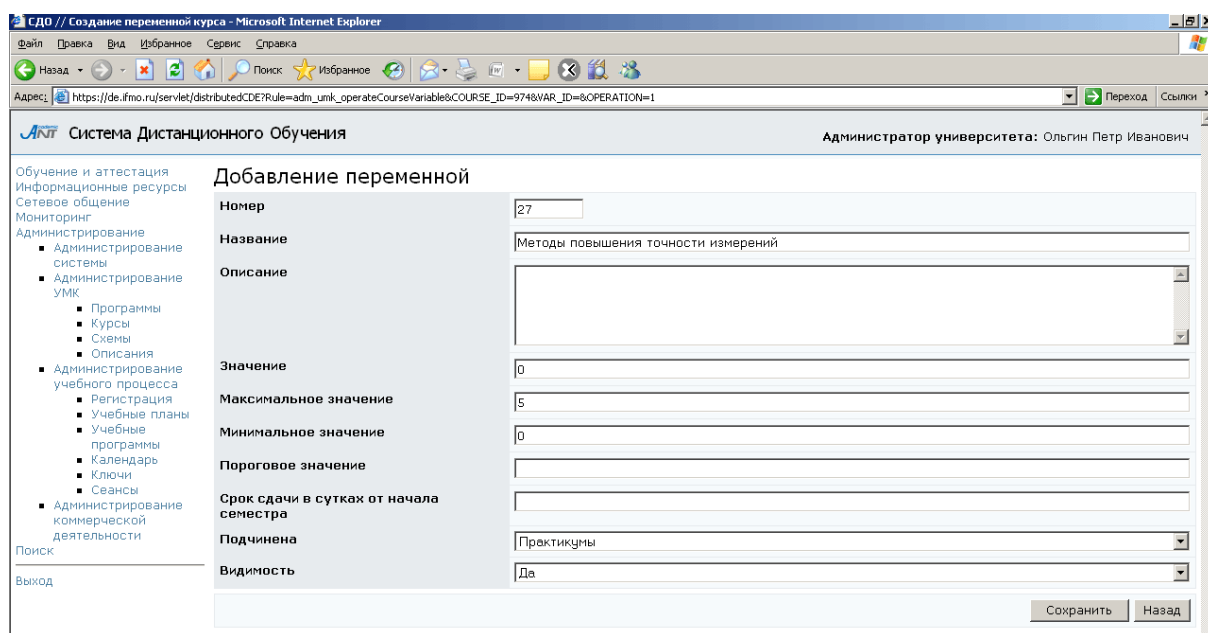 СДО // Создание переменной курса - Microsoft Internet Explorer
Файл Правка Вид Избранное Сервис Справка
Назад Поиск Избранное
Адрес: https://de.ifmo.ru/servlet/distributedCDE?Rule=adm_umk_operateCourseVariable&COURSE_ID=974&VAR_ID=&OPERATION=1 Переход Ссылки
Academic ANT Система Дистанционного Обучения
Администратор университета: Ольгин Петр Иванович
Обучение и аттестация
Информационные ресурсы
Сетевое общение
Мониторинг
Администрирование
Администрирование
системы
Администрирование
УМК
Программы
Курсы
Схемы
Описания
Администрирование
учебного процесса
Регистрация
Учебные планы
Учебные
программы
Календарь
Ключи
Сеансы
Администрирование
коммерческой
деятельности
Поиск
Выход
Добавление переменной
Номер 27
Название Методы повышения точности измерений
Описание
Значение 0
Максимальное значение 5
Минимальное значение 0
Пороговое значение
Срок сдачи в сутках от начала
семестра
Подчинена Практикумы
Видимость Да
Сохранить Назад